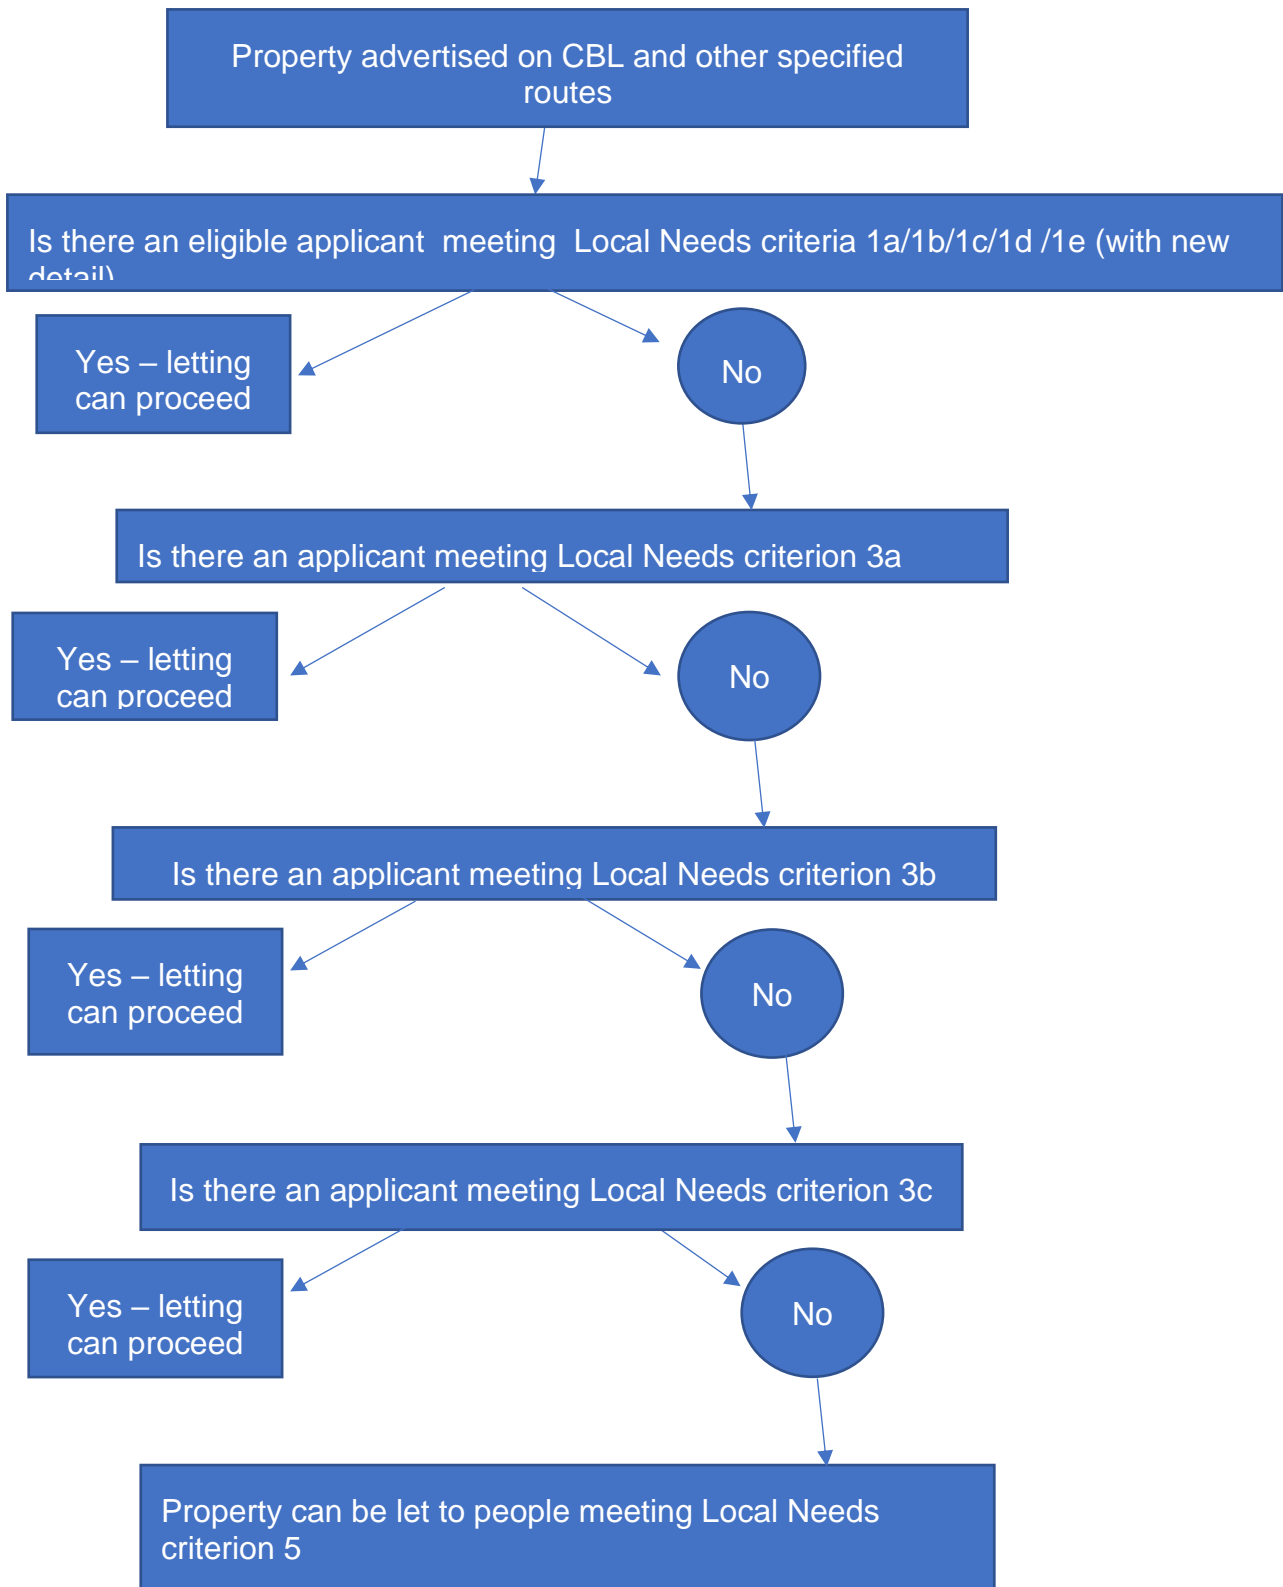 Property advertised on CBL and other specified
routes
Is there an eligible applicant  meeting  Local Needs criteria 1a/1b/1c/1d /1e (with new
detail)
Yes – letting
can proceed
No
Is there an applicant meeting Local Needs criterion 3a
Yes – letting
can proceed
No
Is there an applicant meeting Local Needs criterion 3b
Yes – letting
can proceed
No
Is there an applicant meeting Local Needs criterion 3c
Yes – letting
can proceed
No
Property can be let to people meeting Local Needs
criterion 5